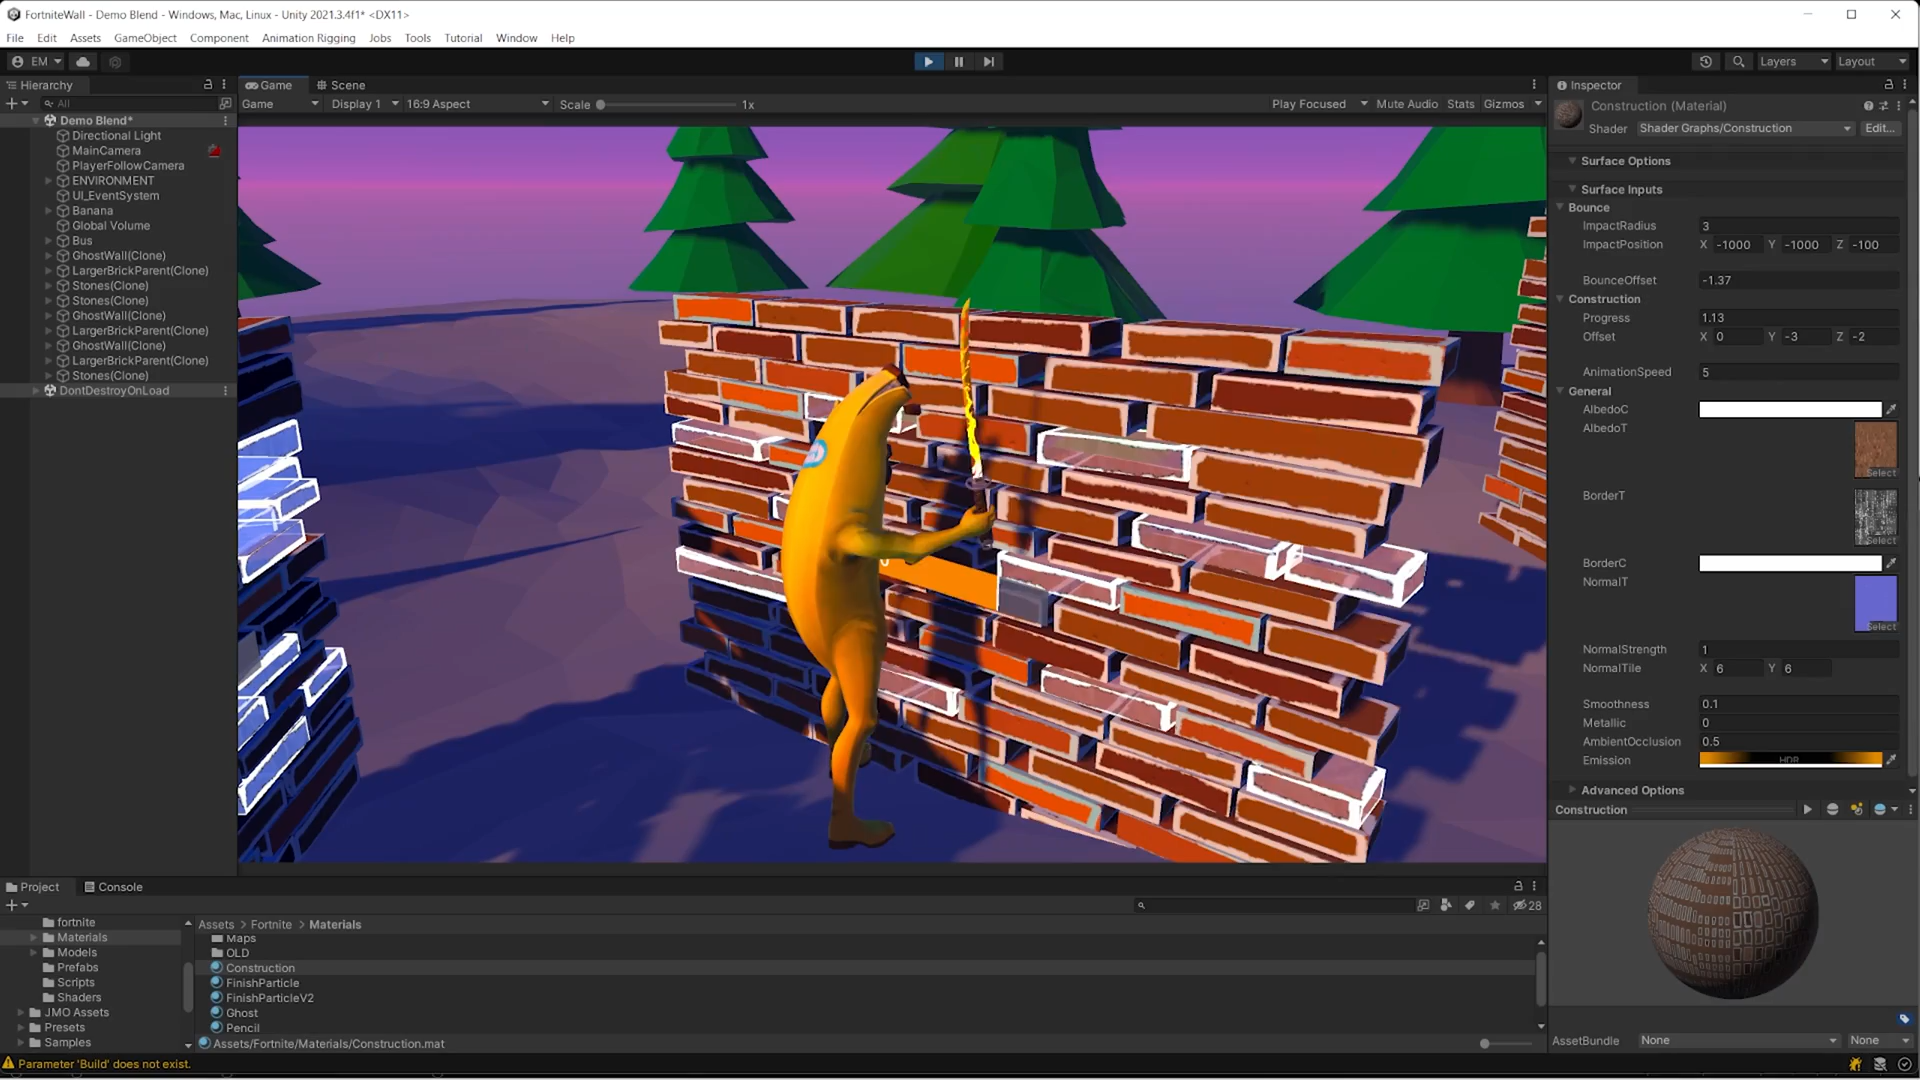 FortniteWall - Demo Blend - Windows, Mac, Linux - Unity 2021.3.4f1* <DX11>
File Edit Assets GameObject Component Animation Rigging Jobs Tools Tutorial Window Help
EM Layers Layout
Hierarchy
All
Demo Blend*
Directional Light
MainCamera
PlayerFollowCamera
ENVIRONMENT
UI_EventSystem
Banana
Global Volume
Bus
GhostWall(Clone)
LargerBrickParent(Clone)
Stones(Clone)
Stones(Clone)
GhostWall(Clone)
LargerBrickParent(Clone)
GhostWall(Clone)
LargerBrickParent(Clone)
Stones(Clone)
DontDestroyOnLoad
Game Scene
Game Display 1 16:9 Aspect Scale 1x Play Focused Mute Audio Stats Gizmos
Inspector
Construction (Material)
Shader Shader Graphs/Construction Edit...
Surface Options
Surface Inputs
Bounce
ImpactRadius 3
ImpactPosition X -1000 Y -1000 Z -100
BounceOffset -1.37
Construction
Progress 1.13
Offset X 0 Y -3 Z -2
AnimationSpeed 5
General
AlbedoC
AlbedoT
Select
BorderT
Select
BorderC
NormalT
Select
NormalStrength 1
NormalTile X 6 Y 6
Smoothness 0.1
Metallic 0
AmbientOcclusion 0.5
Emission HDR
Advanced Options
Construction
AssetBundle None None
Project Console
28
fortnite
Materials
Models
Prefabs
Scripts
Shaders
JMO Assets
Presets
Samples
Assets > Fortnite > Materials
Maps
OLD
Construction
FinishParticle
FinishParticleV2
Ghost
Pencil
Assets/Fortnite/Materials/Construction.mat
Parameter 'Build' does not exist.